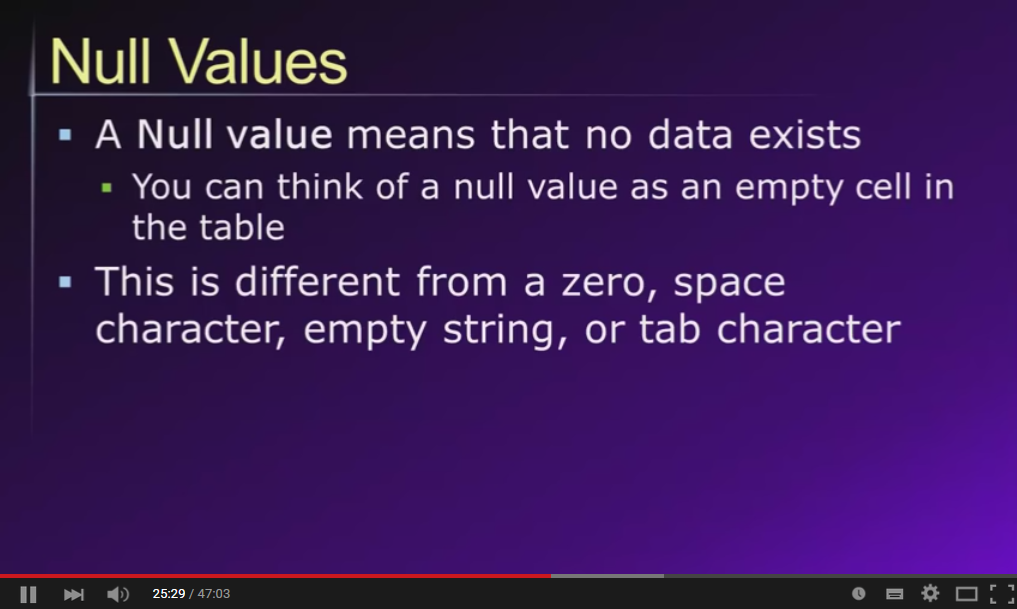 Null Values
A Null value means that no data exists
You can think of a null value as an empty cell in
the table
This is different from a zero, space
character, empty string, or tab character
25:29 / 47:03